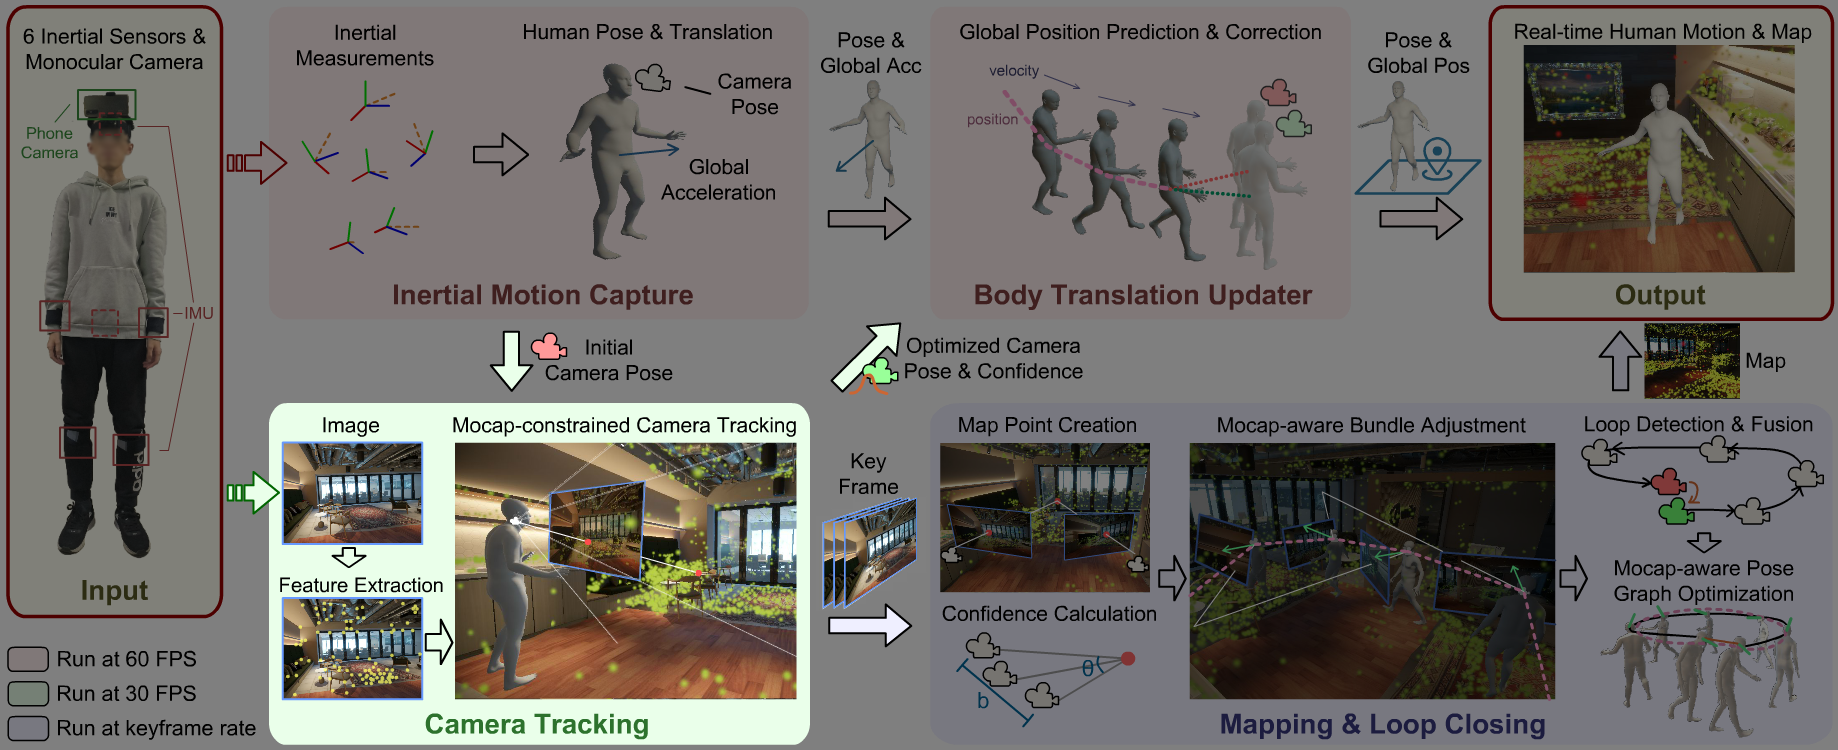 6 Inertial Sensors &
Monocular Camera
Phone
Camera
IMU
Input
Run at 60 FPS
Run at 30 FPS
Run at keyframe rate
Inertial
Measurements
Human Pose & Translation
Camera
Pose
Global
Acceleration
Inertial Motion Capture
Pose &
Global Acc
Global Position Prediction & Correction
velocity
position
Body Translation Updater
Pose &
Global Pos
Real-time Human Motion & Map
Output
Initial
Camera Pose
Optimized Camera
Pose & Confidence
Map
Image
Feature Extraction
Mocap-constrained Camera Tracking
Camera Tracking
Key
Frame
Map Point Creation
Confidence Calculation
θ
b
Mocap-aware Bundle Adjustment
Loop Detection & Fusion
Mocap-aware Pose
Graph Optimization
Mapping & Loop Closing